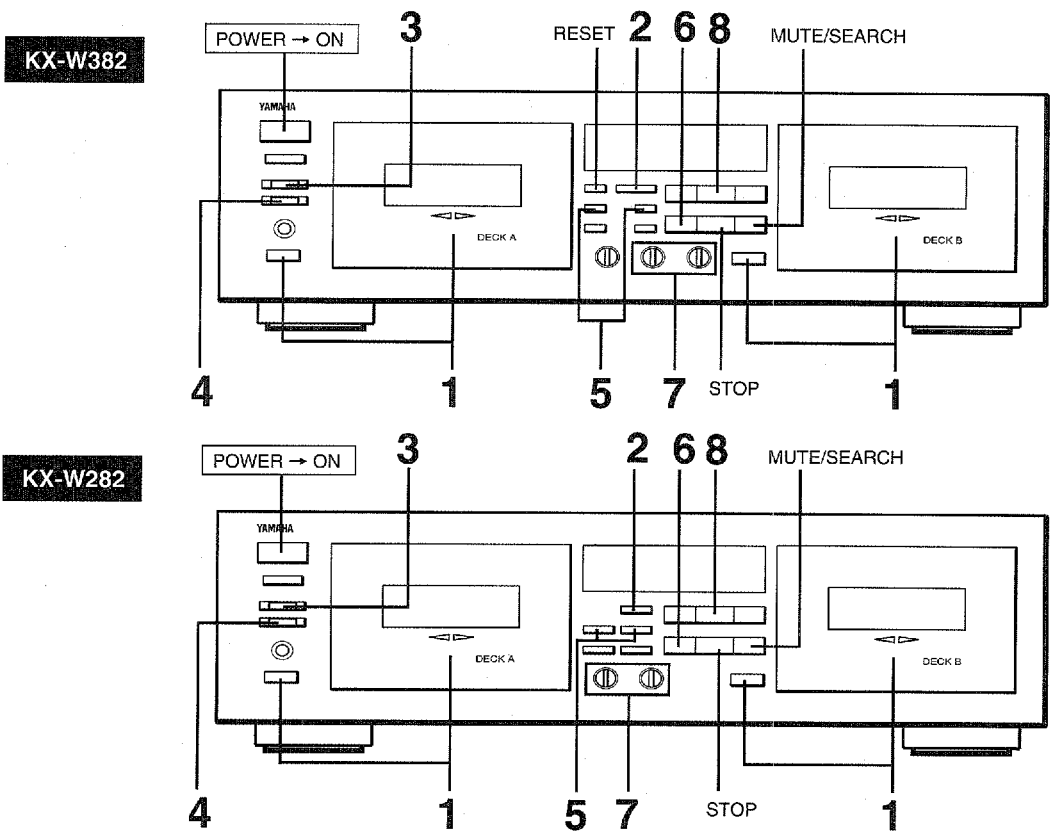 KX-W382
POWER → ON
3
RESET
2
6
8
MUTE/SEARCH
YAMAHA
DECK A
DECK B
4
1
5
7
STOP
1
KX-W282
POWER → ON
3
2
6
8
MUTE/SEARCH
YAMAHA
DECK A
DECK B
4
1
5
7
STOP
1